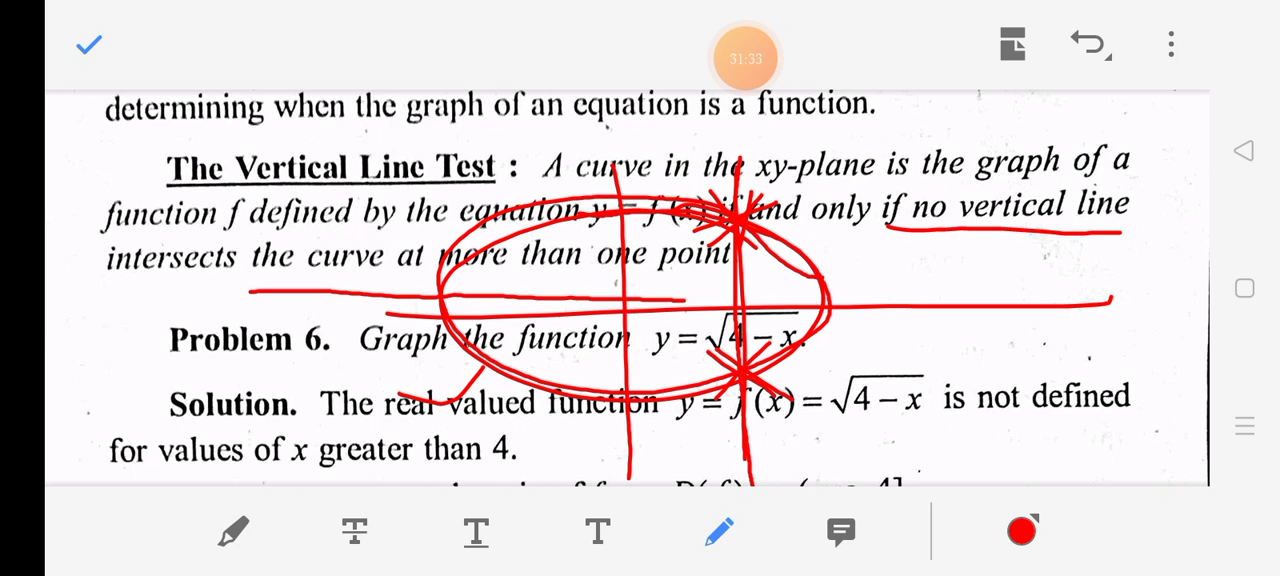 31:33
determining when the graph of an equation is a function.
The Vertical Line Test : A curve in the xy-plane is the graph of a
function f defined by the equation y = f (x) if and only if no vertical line
intersects the curve at more than one point
Problem 6. Graph the function y = √4 – x.
Solution. The real valued function y = f (x) = √4 – x is not defined
for values of x greater than 4.
T T T